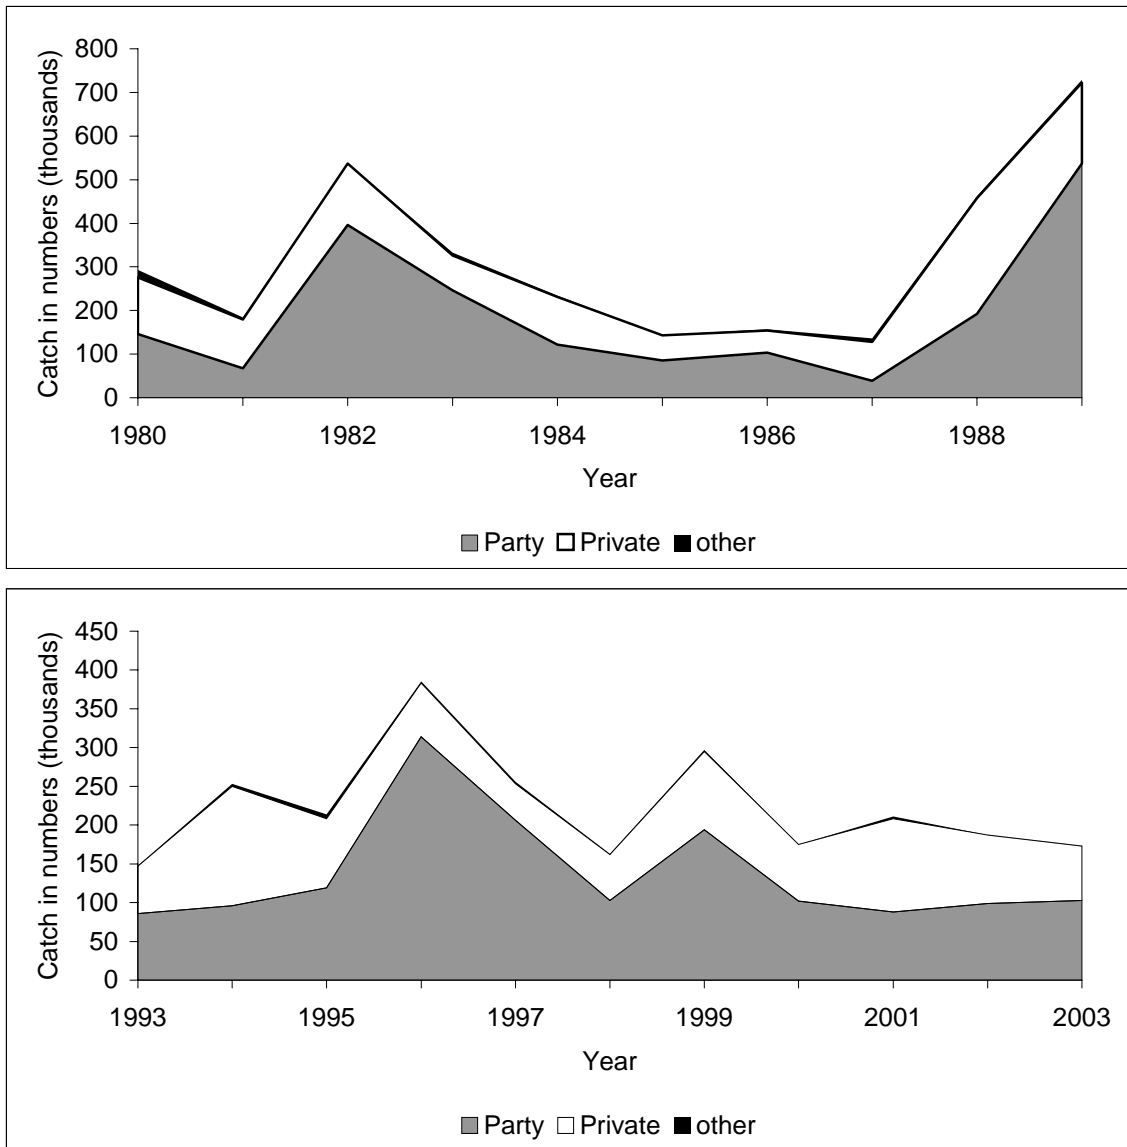 Catch in numbers (thousands)
800
700
600
500
400
300
200
100
0
1980 1982 1984 1986 1988
Year
Party Private other
Catch in numbers (thousands)
450
400
350
300
250
200
150
100
50
0
1993 1995 1997 1999 2001 2003
Year
Party Private other